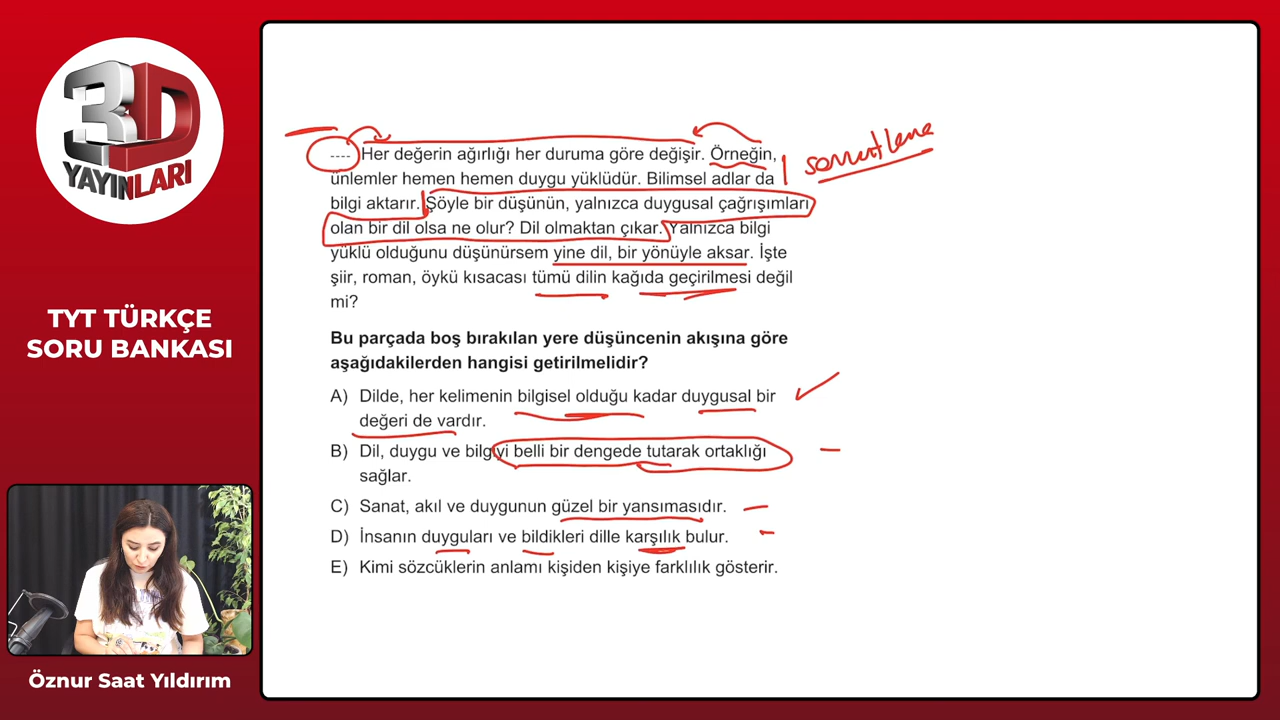 3D
YAYINLARI
TYT TÜRKÇE
SORU BANKASI
Öznur Saat Yıldırım
---- Her değerin ağırlığı her duruma göre değişir. Örneğin,
ünlemler hemen hemen duygu yüklüdür. Bilimsel adlar da
bilgi aktarır. Şöyle bir düşünün, yalnızca duygusal çağrışımları
olan bir dil olsa ne olur? Dil olmaktan çıkar. Yalnızca bilgi
yüklü olduğunu düşünürsem yine dil, bir yönüyle aksar. İşte
şiir, roman, öykü kısacası tümü dilin kağıda geçirilmesi değil
mi?
Bu parçada boş bırakılan yere düşüncenin akışına göre
aşağıdakilerden hangisi getirilmelidir?
A) Dilde, her kelimenin bilgisel olduğu kadar duygusal bir
değeri de vardır.
B) Dil, duygu ve bilgiyi belli bir dengede tutarak ortaklığı
sağlar.
C) Sanat, akıl ve duygunun güzel bir yansımasıdır.
D) İnsanın duyguları ve bildikleri dille karşılık bulur.
E) Kimi sözcüklerin anlamı kişiden kişiye farklılık gösterir.